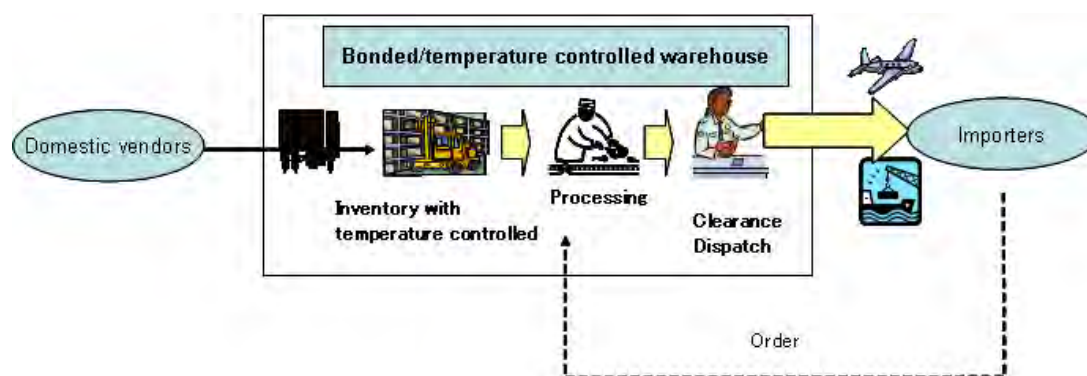 Bonded/temperature controlled warehouse
Domestic vendors
Importers
Inventory with
temperature controlled
Processing
Clearance
Dispatch
Order